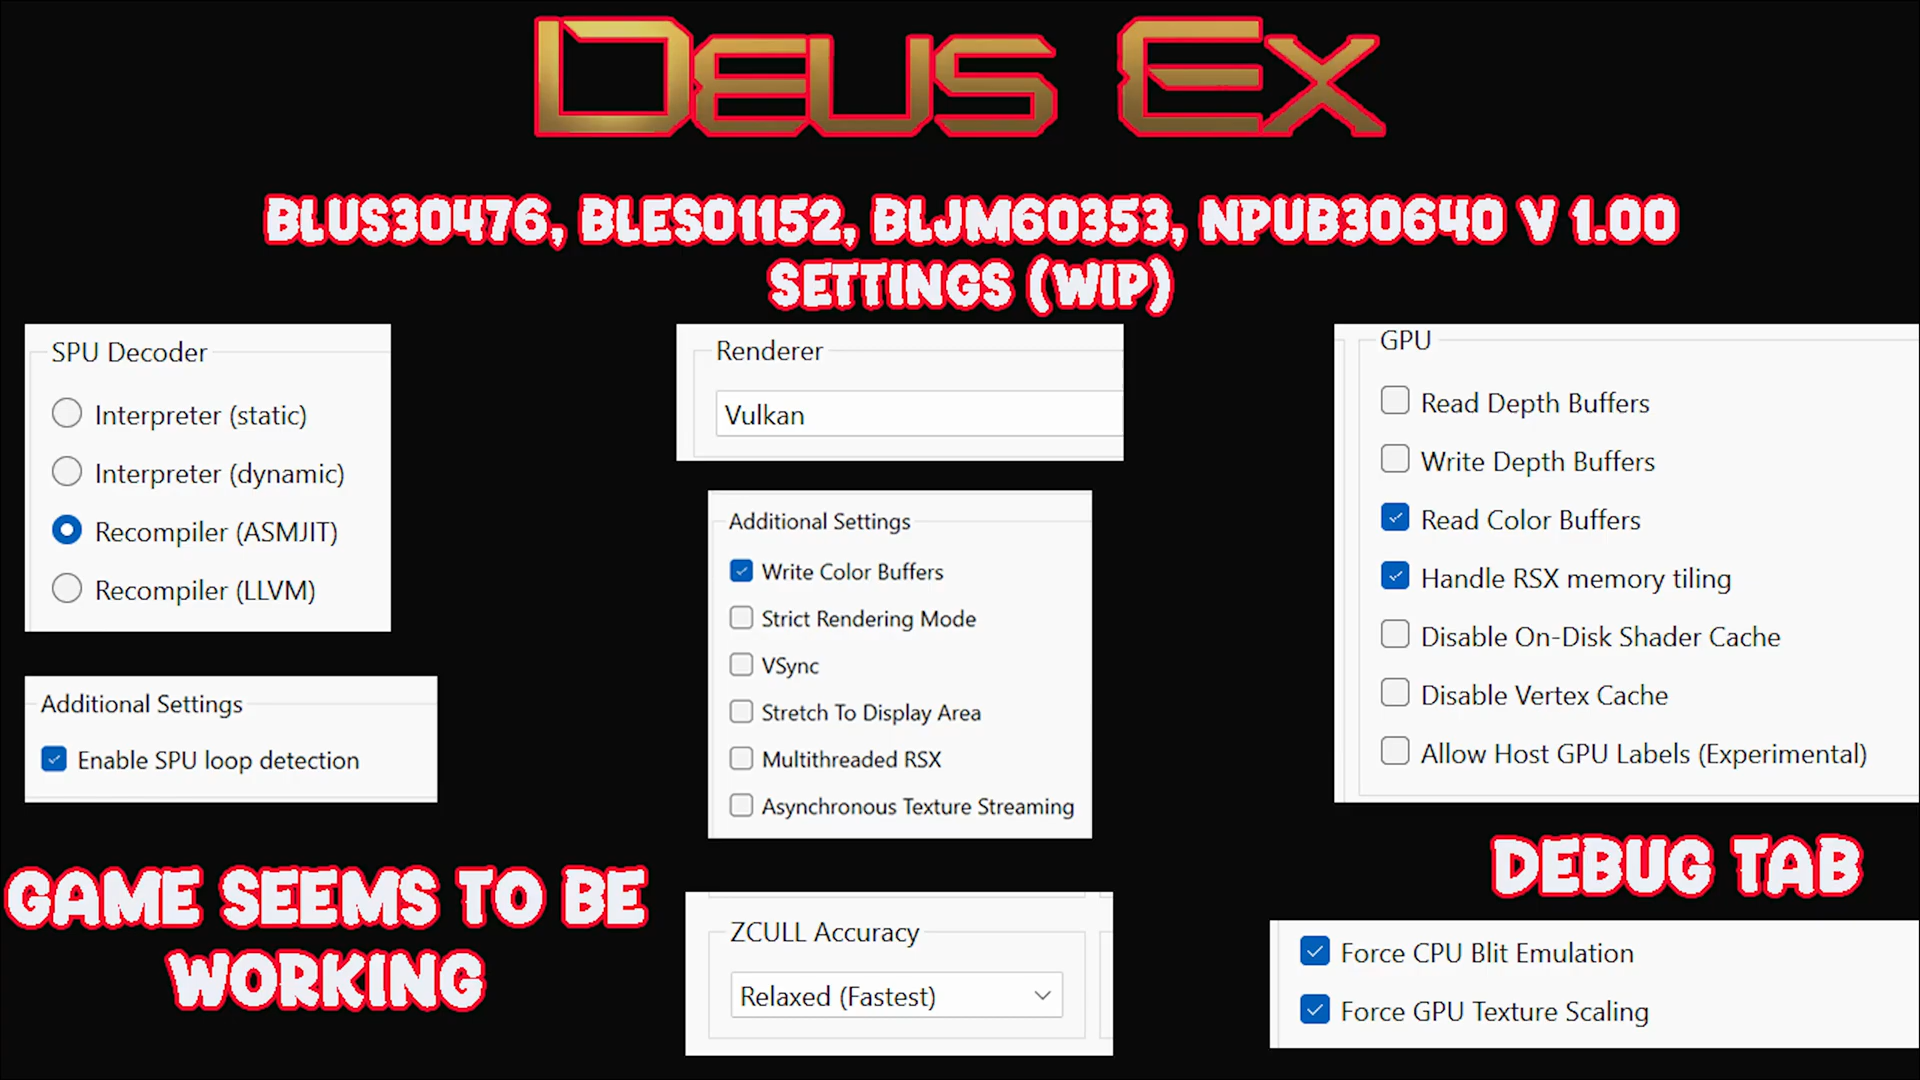 DEUS EX
BLUS30476, BLES01152, BLJM60353, NPUB30640 V 1.00
SETTINGS (WIP)
SPU Decoder
Interpreter (static)
Interpreter (dynamic)
Recompiler (ASMJIT)
Recompiler (LLVM)
Additional Settings
Enable SPU loop detection
GAME SEEMS TO BE
WORKING
Renderer
Vulkan
Additional Settings
Write Color Buffers
Strict Rendering Mode
VSync
Stretch To Display Area
Multithreaded RSX
Asynchronous Texture Streaming
ZCULL Accuracy
Relaxed (Fastest)
GPU
Read Depth Buffers
Write Depth Buffers
Read Color Buffers
Handle RSX memory tiling
Disable On-Disk Shader Cache
Disable Vertex Cache
Allow Host GPU Labels (Experimental)
DEBUG TAB
Force CPU Blit Emulation
Force GPU Texture Scaling